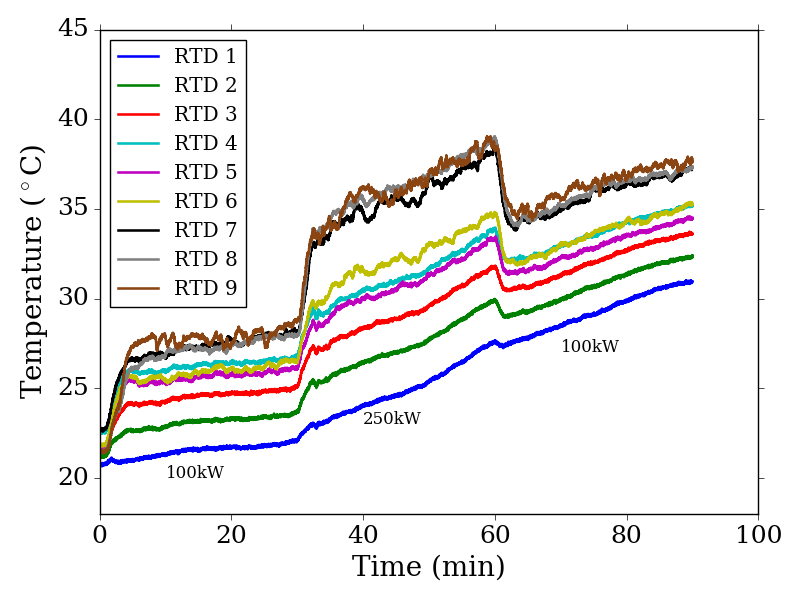 45
40
35
30
25
20
Temperature (°C)
RTD 1
RTD 2
RTD 3
RTD 4
RTD 5
RTD 6
RTD 7
RTD 8
RTD 9
100kW
250kW
100kW
0 20 40 60 80 100
Time (min)